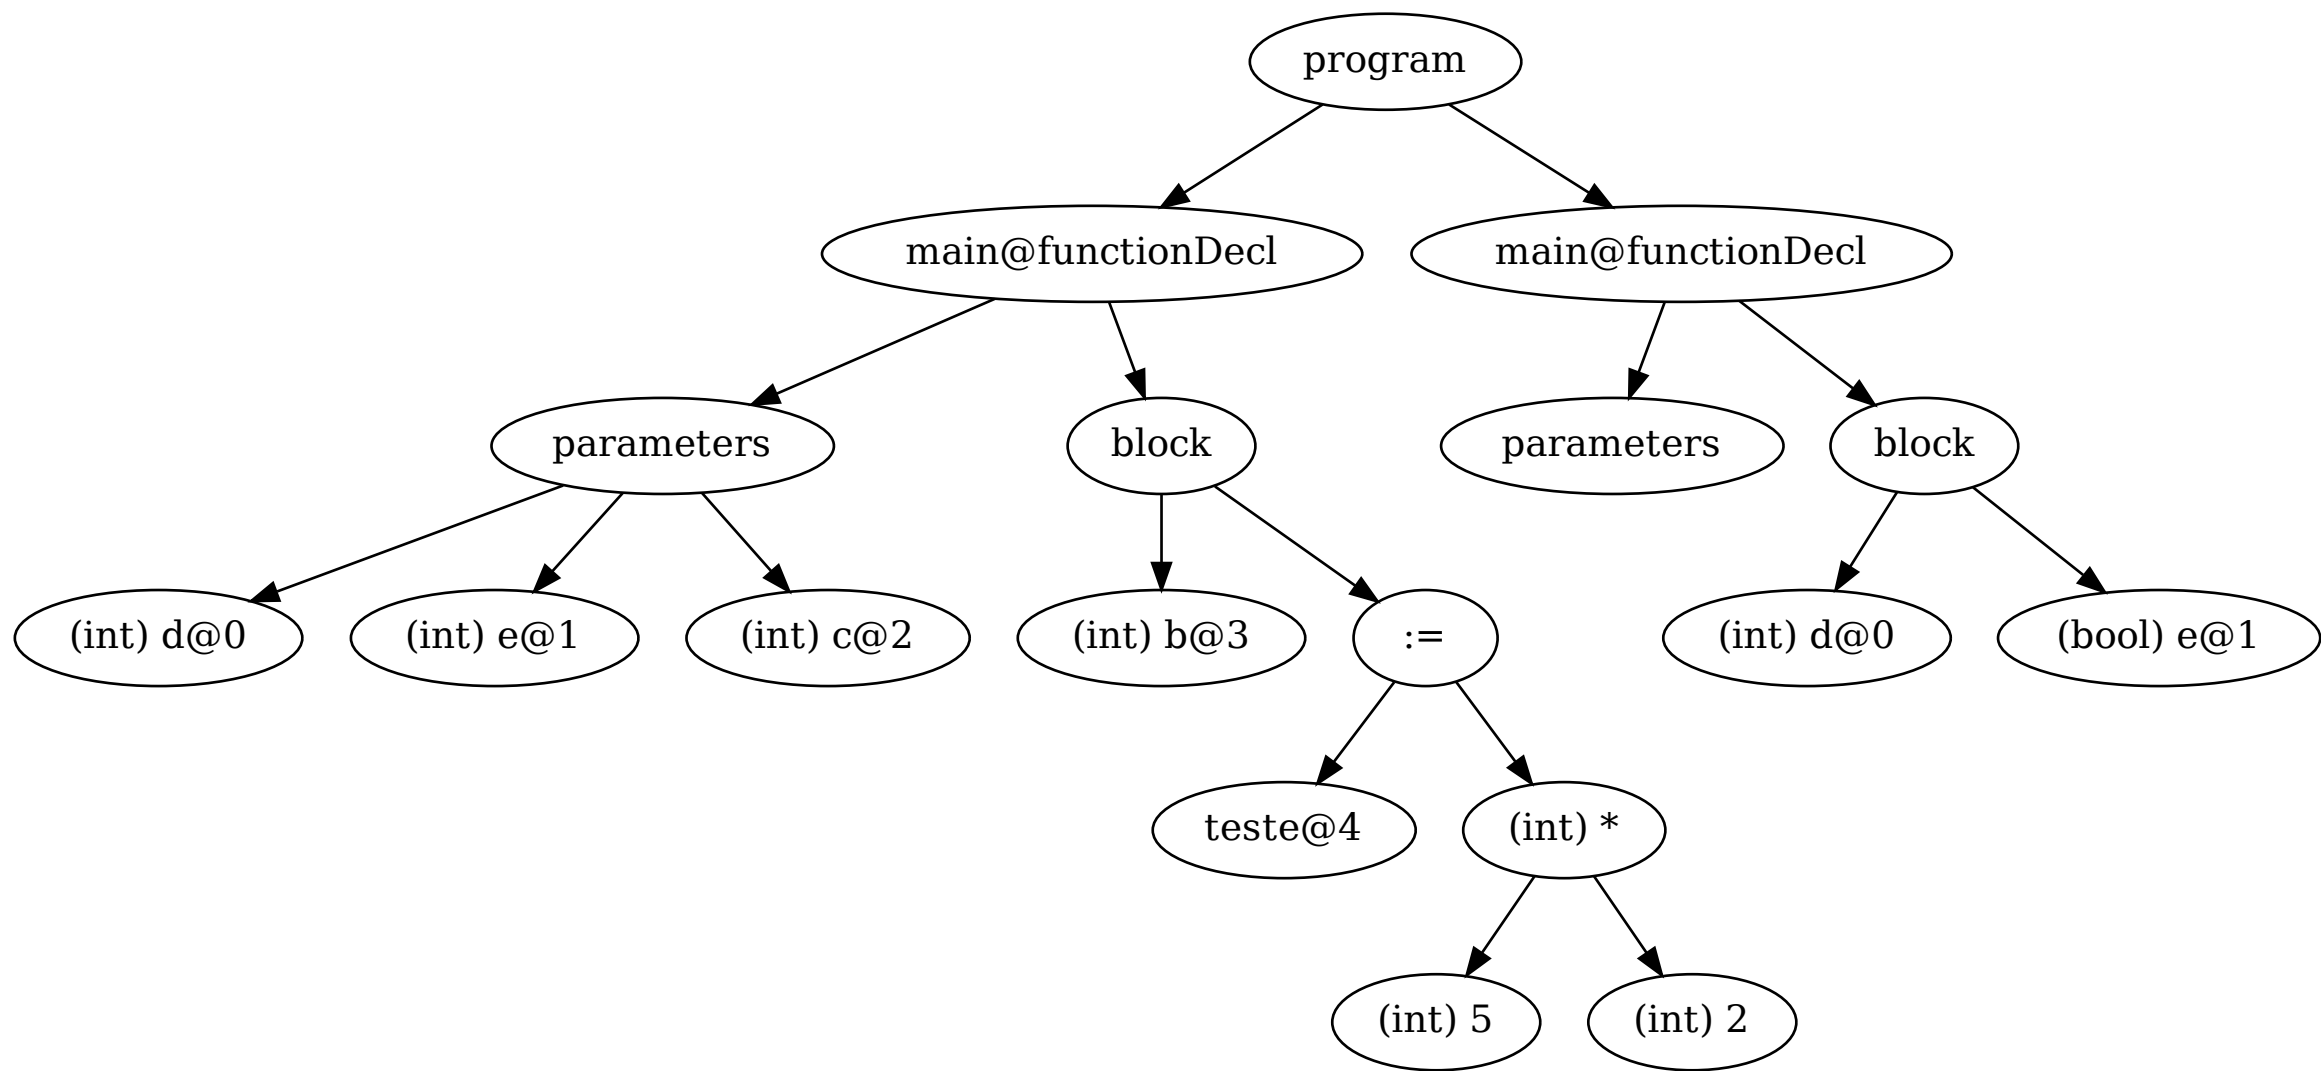 program
main@functionDecl
main@functionDecl
parameters
block
parameters
block
(int) d@0
(int) e@1
(int) c@2
(int) b@3
:=
(int) d@0
(bool) e@1
teste@4
(int) *
(int) 5
(int) 2